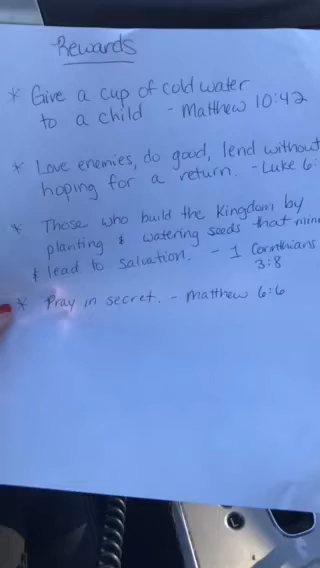 Rewards
* Give a cup of cold water
to a child - Matthew 10:42
* Love enemies, do good, lend without
hoping for a return. - Luke 6:
* Those who build the Kingdom by
planting & watering seeds that
& lead to salvation. - 1 Corinthians
3:8
* Pray in secret. - Matthew 6:6
L